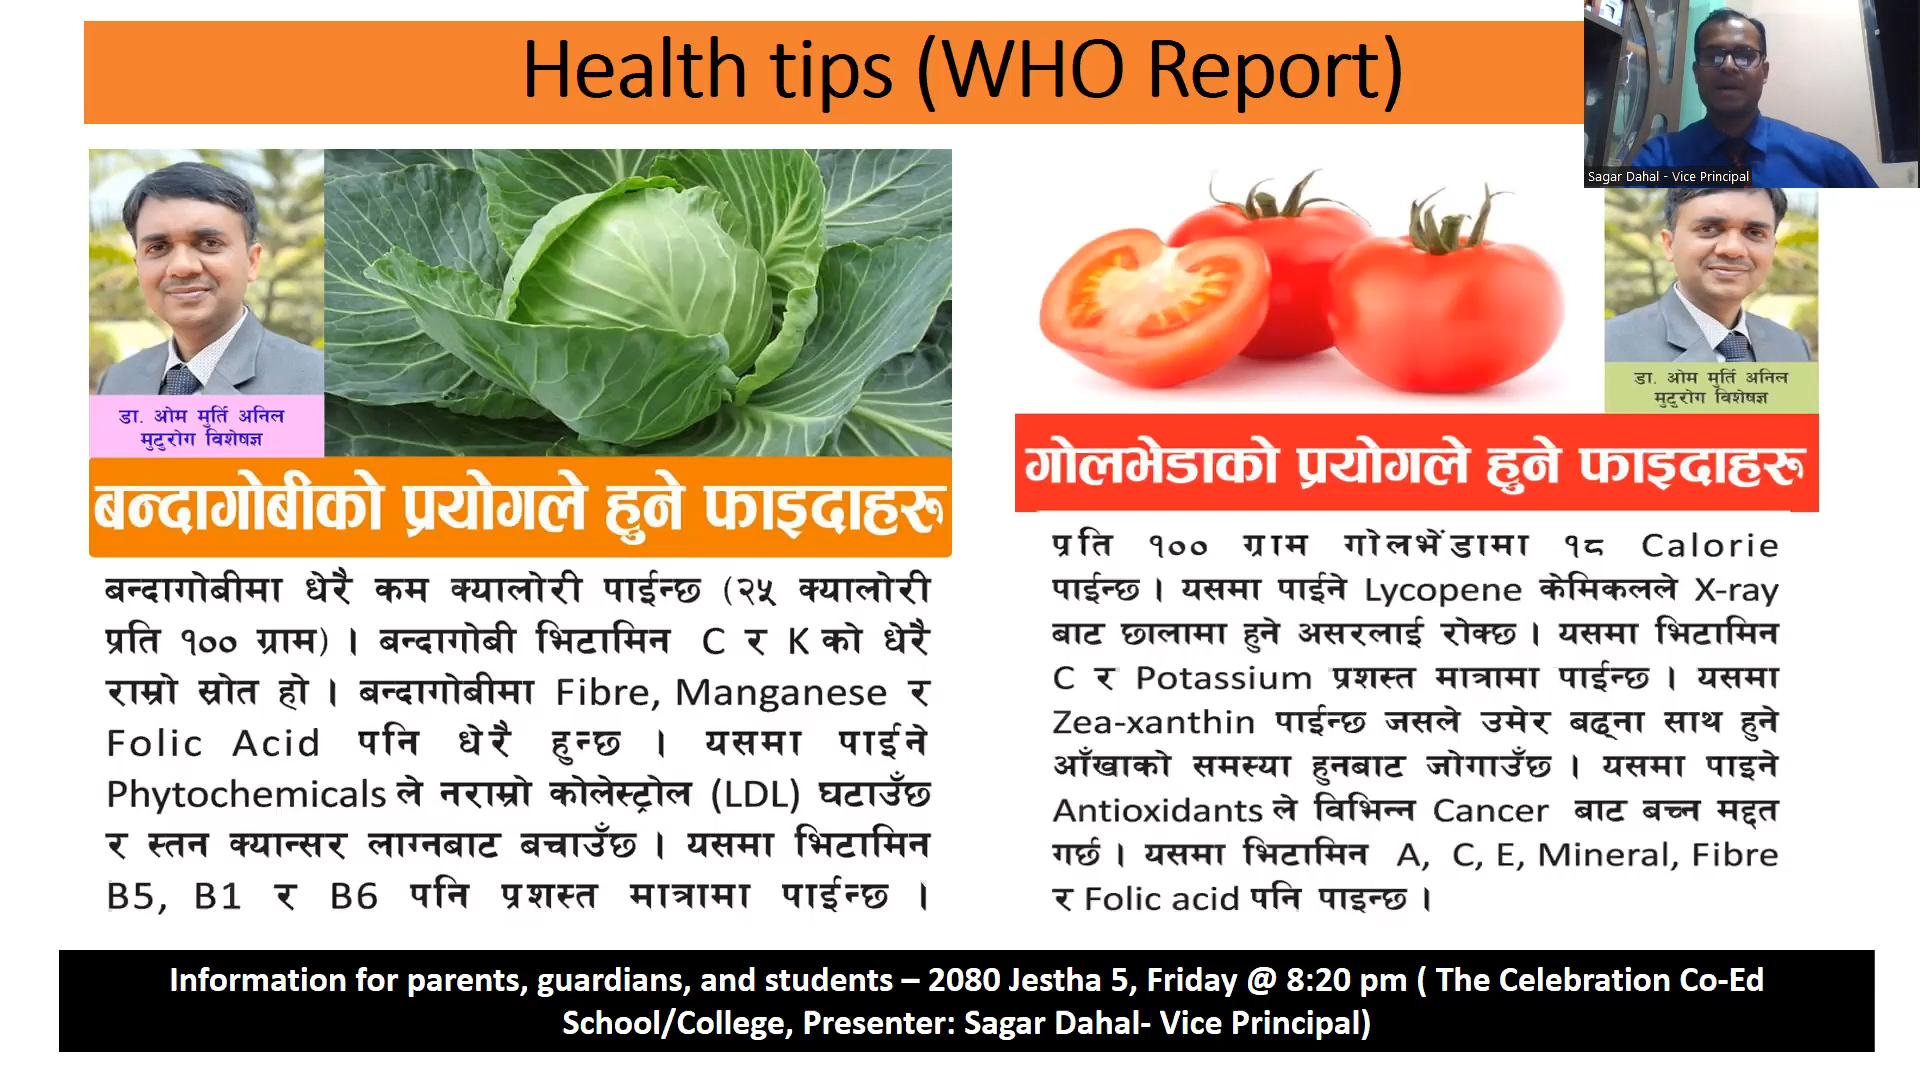 Health tips (WHO Report)
Sagar Dahal - Vice Principal
डा. ओम मुर्ति अनिल
मुटुरोग विशेषज्ञ
बन्दागोबीको प्रयोगले हुने फाइदाहरू
बन्दागोबीमा धेरै कम क्यालोरी पाईन्छ (२५ क्यालोरी
प्रति १०० ग्राम) । बन्दागोबी भिटामिन C र K को धेरै
राम्रो स्रोत हो । बन्दागोबीमा Fibre, Manganese र
Folic Acid पनि धेरै हुन्छ । यसमा पाईने
Phytochemicals ले नराम्रो कोलेस्ट्रोल (LDL) घटाउँछ
र स्तन क्यान्सर लाग्नबाट बचाउँछ । यसमा भिटामिन
B5, B1 र B6 पनि प्रशस्त मात्रामा पाईन्छ ।
डा. ओम मुर्ति अनिल
मुटुरोग विशेषज्ञ
गोलभेडाको प्रयोगले हुने फाइदाहरू
प्रति १०० ग्राम गोलभेंडामा १८ Calorie
पाईन्छ । यसमा पाईने Lycopene केमिकलले X-ray
बाट छालामा हुने असरलाई रोक्छ । यसमा भिटामिन
C र Potassium प्रशस्त मात्रामा पाईन्छ । यसमा
Zea-xanthin पाईन्छ जसले उमेर बढ्ना साथ हुने
आँखाको समस्या हुनबाट जोगाउँछ । यसमा पाइने
Antioxidants ले विभिन्न Cancer बाट बच्न मद्दत
गर्छ । यसमा भिटामिन A, C, E, Mineral, Fibre
र Folic acid पनि पाइन्छ ।
Information for parents, guardians, and students – 2080 Jestha 5, Friday @ 8:20 pm ( The Celebration Co-Ed
School/College, Presenter: Sagar Dahal- Vice Principal)